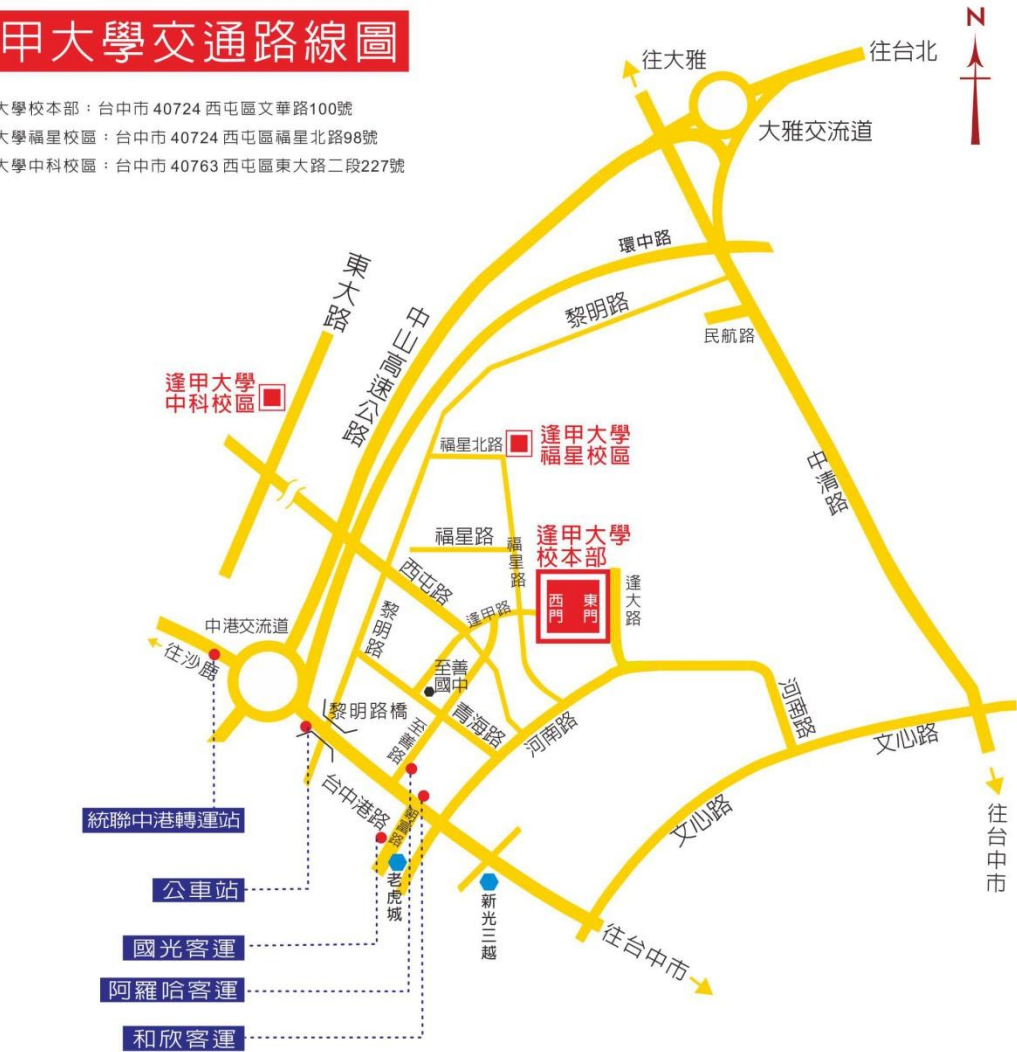 甲大學交通路線圖
大學校本部：台中市 40724 西屯區文華路100號
大學福星校區：台中市 40724 西屯區福星北路98號
大學中科校區：台中市 40763 西屯區東大路二段227號
N
往大雅
往台北
大雅交流道
環中路
東大路
黎明路
中山高速公路
民航路
逢甲大學
中科校區
福星北路
逢甲大學
福星校區
中清路
福星路
福星路
逢甲大學
校本部
西門
東門
逢大路
西屯路
黎明路
逢甲路
中港交流道
往沙鹿
至善
國中
黎明路橋
青海路
至善路
河南路
河南路
文心路
文心路
台中港路
朝富路
往台中市
統聯中港轉運站
公車站
老虎城
新光三越
國光客運
往台中市
阿羅哈客運
和欣客運